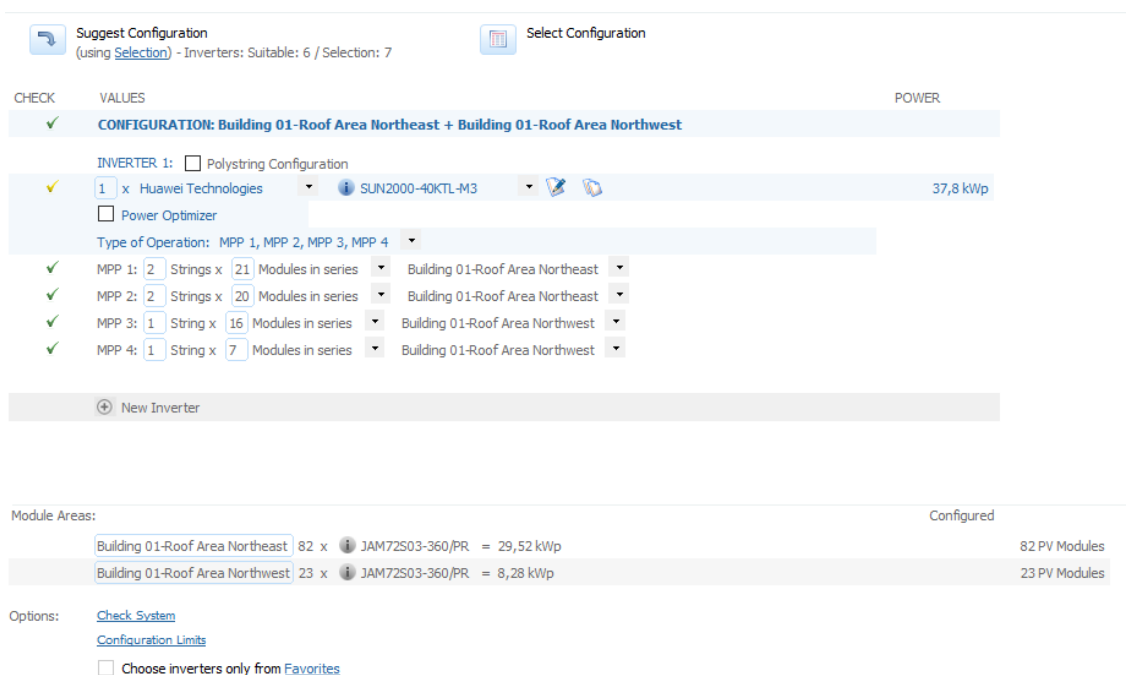 Suggest Configuration
(using Selection) - Inverters: Suitable: 6 / Selection: 7
Select Configuration
CHECK VALUES POWER
CONFIGURATION: Building 01-Roof Area Northeast + Building 01-Roof Area Northwest
INVERTER 1: Polystring Configuration
1 x Huawei Technologies SUN2000-40KTL-M3 37,8 kWp
Power Optimizer
Type of Operation: MPP 1, MPP 2, MPP 3, MPP 4
MPP 1: 2 Strings x 21 Modules in series Building 01-Roof Area Northeast
MPP 2: 2 Strings x 20 Modules in series Building 01-Roof Area Northeast
MPP 3: 1 String x 16 Modules in series Building 01-Roof Area Northwest
MPP 4: 1 String x 7 Modules in series Building 01-Roof Area Northwest
New Inverter
Module Areas: Configured
Building 01-Roof Area Northeast 82 x JAM72S03-360/PR = 29,52 kWp 82 PV Modules
Building 01-Roof Area Northwest 23 x JAM72S03-360/PR = 8,28 kWp 23 PV Modules
Options: Check System
Configuration Limits
Choose inverters only from Favorites